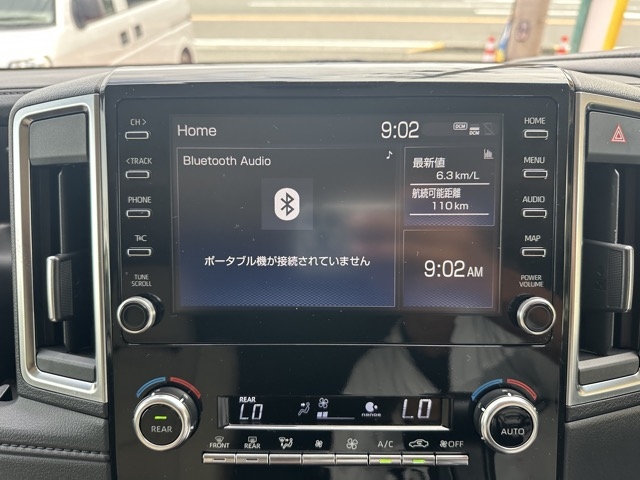 CH >
<TRACK
PHONE
T&C
TUNE
SCROLL
Home
9:02
DCM
DCM
Bluetooth Audio
ポータブル機が接続されていません
最新値
6.3 km/L
航続可能距離
110 km
9:02 AM
HOME
MENU
AUDIO
MAP
POWER
VOLUME
REAR
AUTO
REAR
LO
nanoe
LO
FRONT
REAR
A/C
OFF